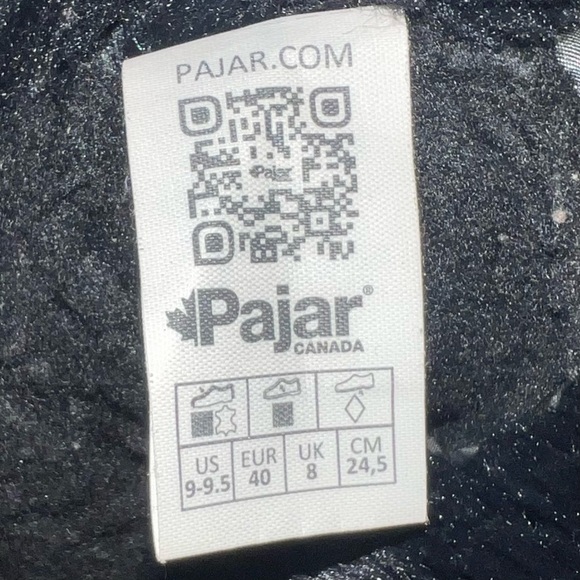 PAJAR.COM
Pajar
Pajar®
CANADA
US EUR UK CM
9-9.5 40 8 24,5